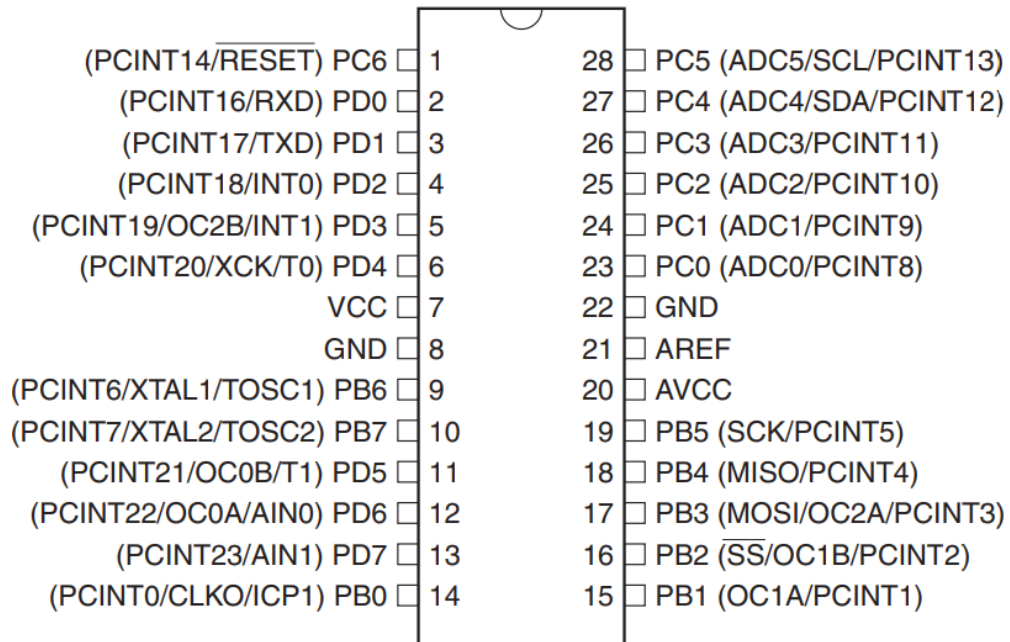 (PCINT14/RESET) PC6 1 28 PC5 (ADC5/SCL/PCINT13)
(PCINT16/RXD) PD0 2 27 PC4 (ADC4/SDA/PCINT12)
(PCINT17/TXD) PD1 3 26 PC3 (ADC3/PCINT11)
(PCINT18/INT0) PD2 4 25 PC2 (ADC2/PCINT10)
(PCINT19/OC2B/INT1) PD3 5 24 PC1 (ADC1/PCINT9)
(PCINT20/XCK/T0) PD4 6 23 PC0 (ADC0/PCINT8)
VCC 7 22 GND
GND 8 21 AREF
(PCINT6/XTAL1/TOSC1) PB6 9 20 AVCC
(PCINT7/XTAL2/TOSC2) PB7 10 19 PB5 (SCK/PCINT5)
(PCINT21/OC0B/T1) PD5 11 18 PB4 (MISO/PCINT4)
(PCINT22/OC0A/AIN0) PD6 12 17 PB3 (MOSI/OC2A/PCINT3)
(PCINT23/AIN1) PD7 13 16 PB2 (SS/OC1B/PCINT2)
(PCINT0/CLKO/ICP1) PB0 14 15 PB1 (OC1A/PCINT1)